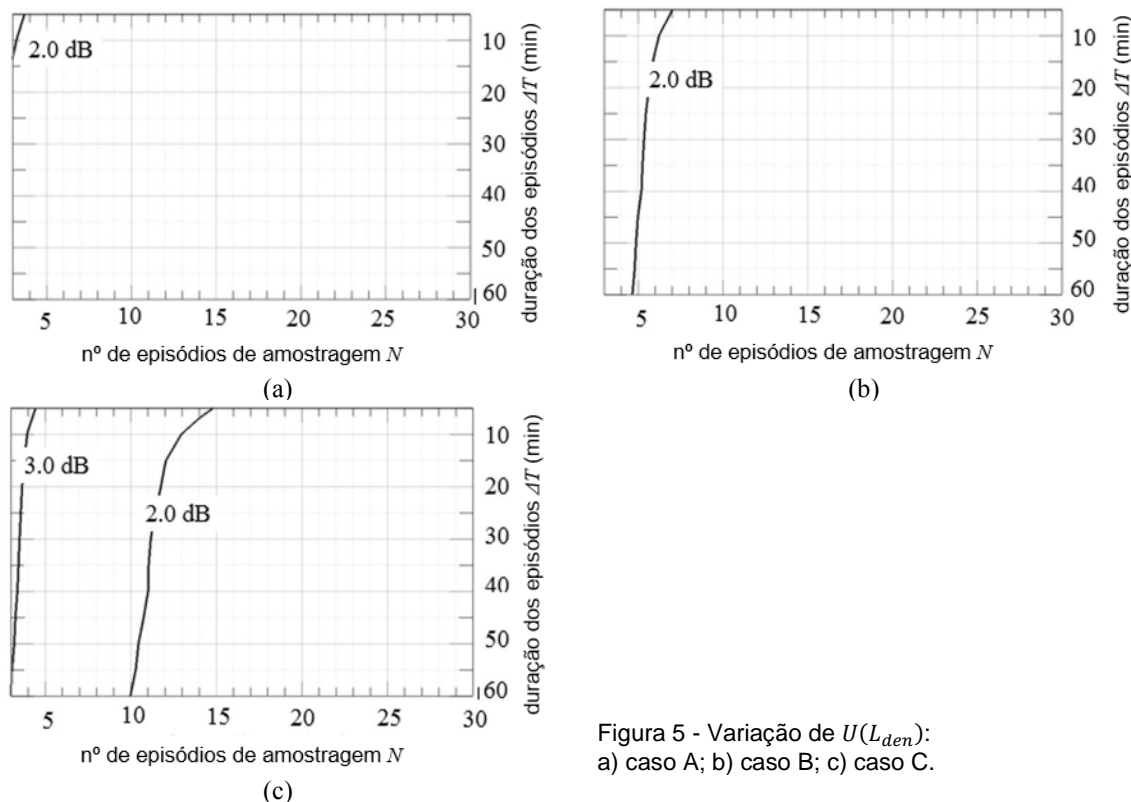 2.0 dB
10
20
30
40
50
60
duração dos episódios ΔT (min)
5 10 15 20 25 30
nº de episódios de amostragem N
(a)
2.0 dB
10
20
30
40
50
60
duração dos episódios ΔT (min)
5 10 15 20 25 30
nº de episódios de amostragem N
(b)
3.0 dB
2.0 dB
10
20
30
40
50
60
duração dos episódios ΔT (min)
5 10 15 20 25 30
nº de episódios de amostragem N
(c)
Figura 5 - Variação de U(L_den):
a) caso A; b) caso B; c) caso C.